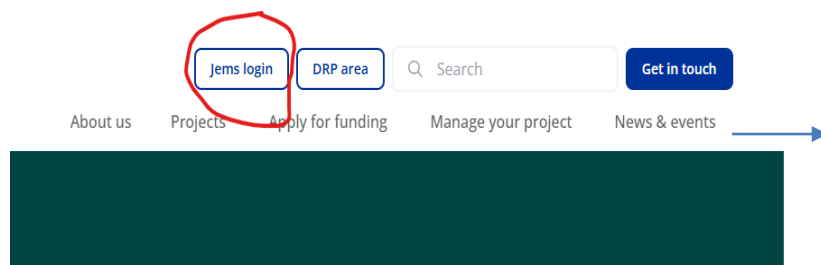 Jems login DRP area Search Get in touch
About us Projects Apply for funding Manage your project News & events